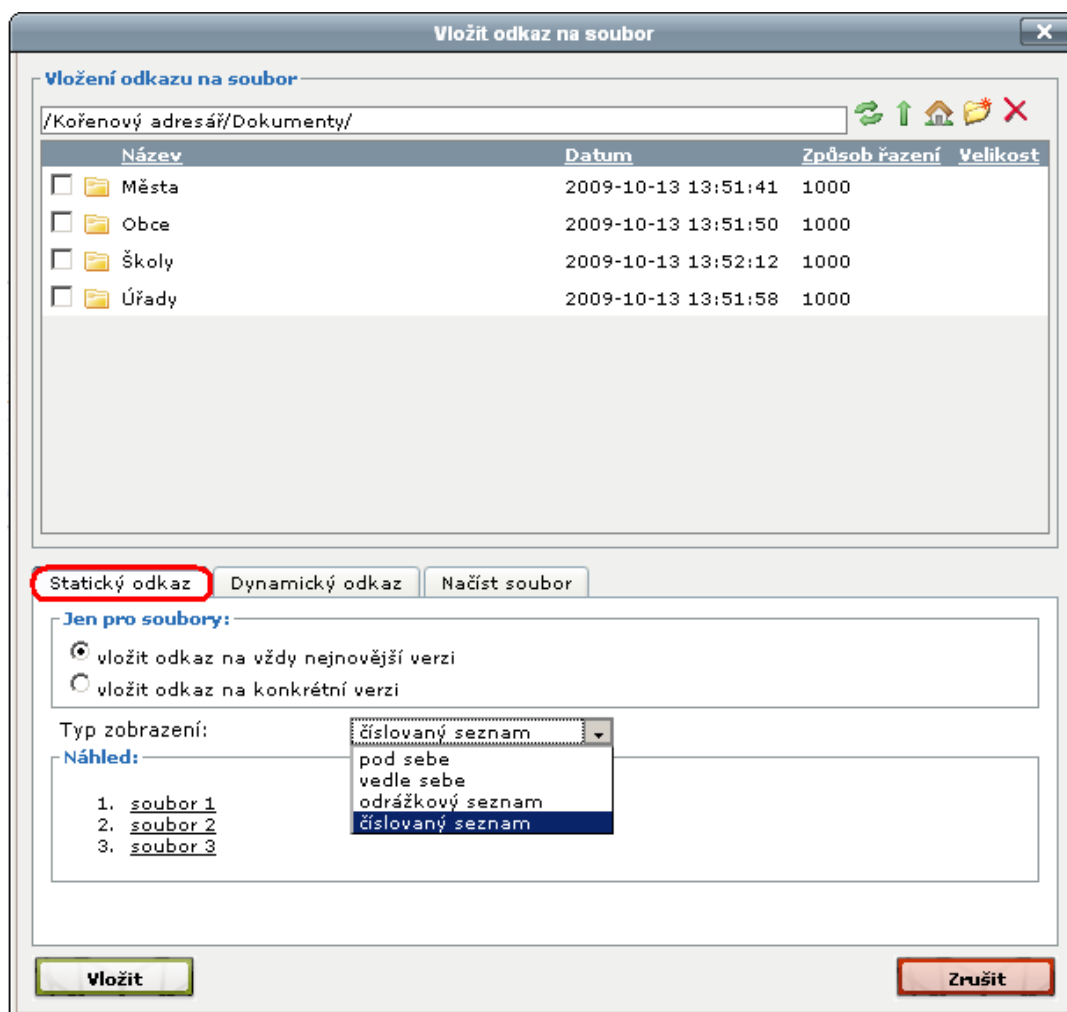 Vložit odkaz na soubor
Vložení odkazu na soubor
/Kořenový adresář/Dokumenty/
Název Datum Způsob řazení Velikost
Města 2009-10-13 13:51:41 1000
Obce 2009-10-13 13:51:50 1000
Školy 2009-10-13 13:52:12 1000
Úřady 2009-10-13 13:51:58 1000
Statický odkaz Dynamický odkaz Načíst soubor
Jen pro soubory:
vložit odkaz na vždy nejnovější verzi
vložit odkaz na konkrétní verzi
Typ zobrazení: číslovaný seznam
pod sebe
vedle sebe
odrážkový seznam
číslovaný seznam
Náhled:
1. soubor 1
2. soubor 2
3. soubor 3
Vložit Zrušit